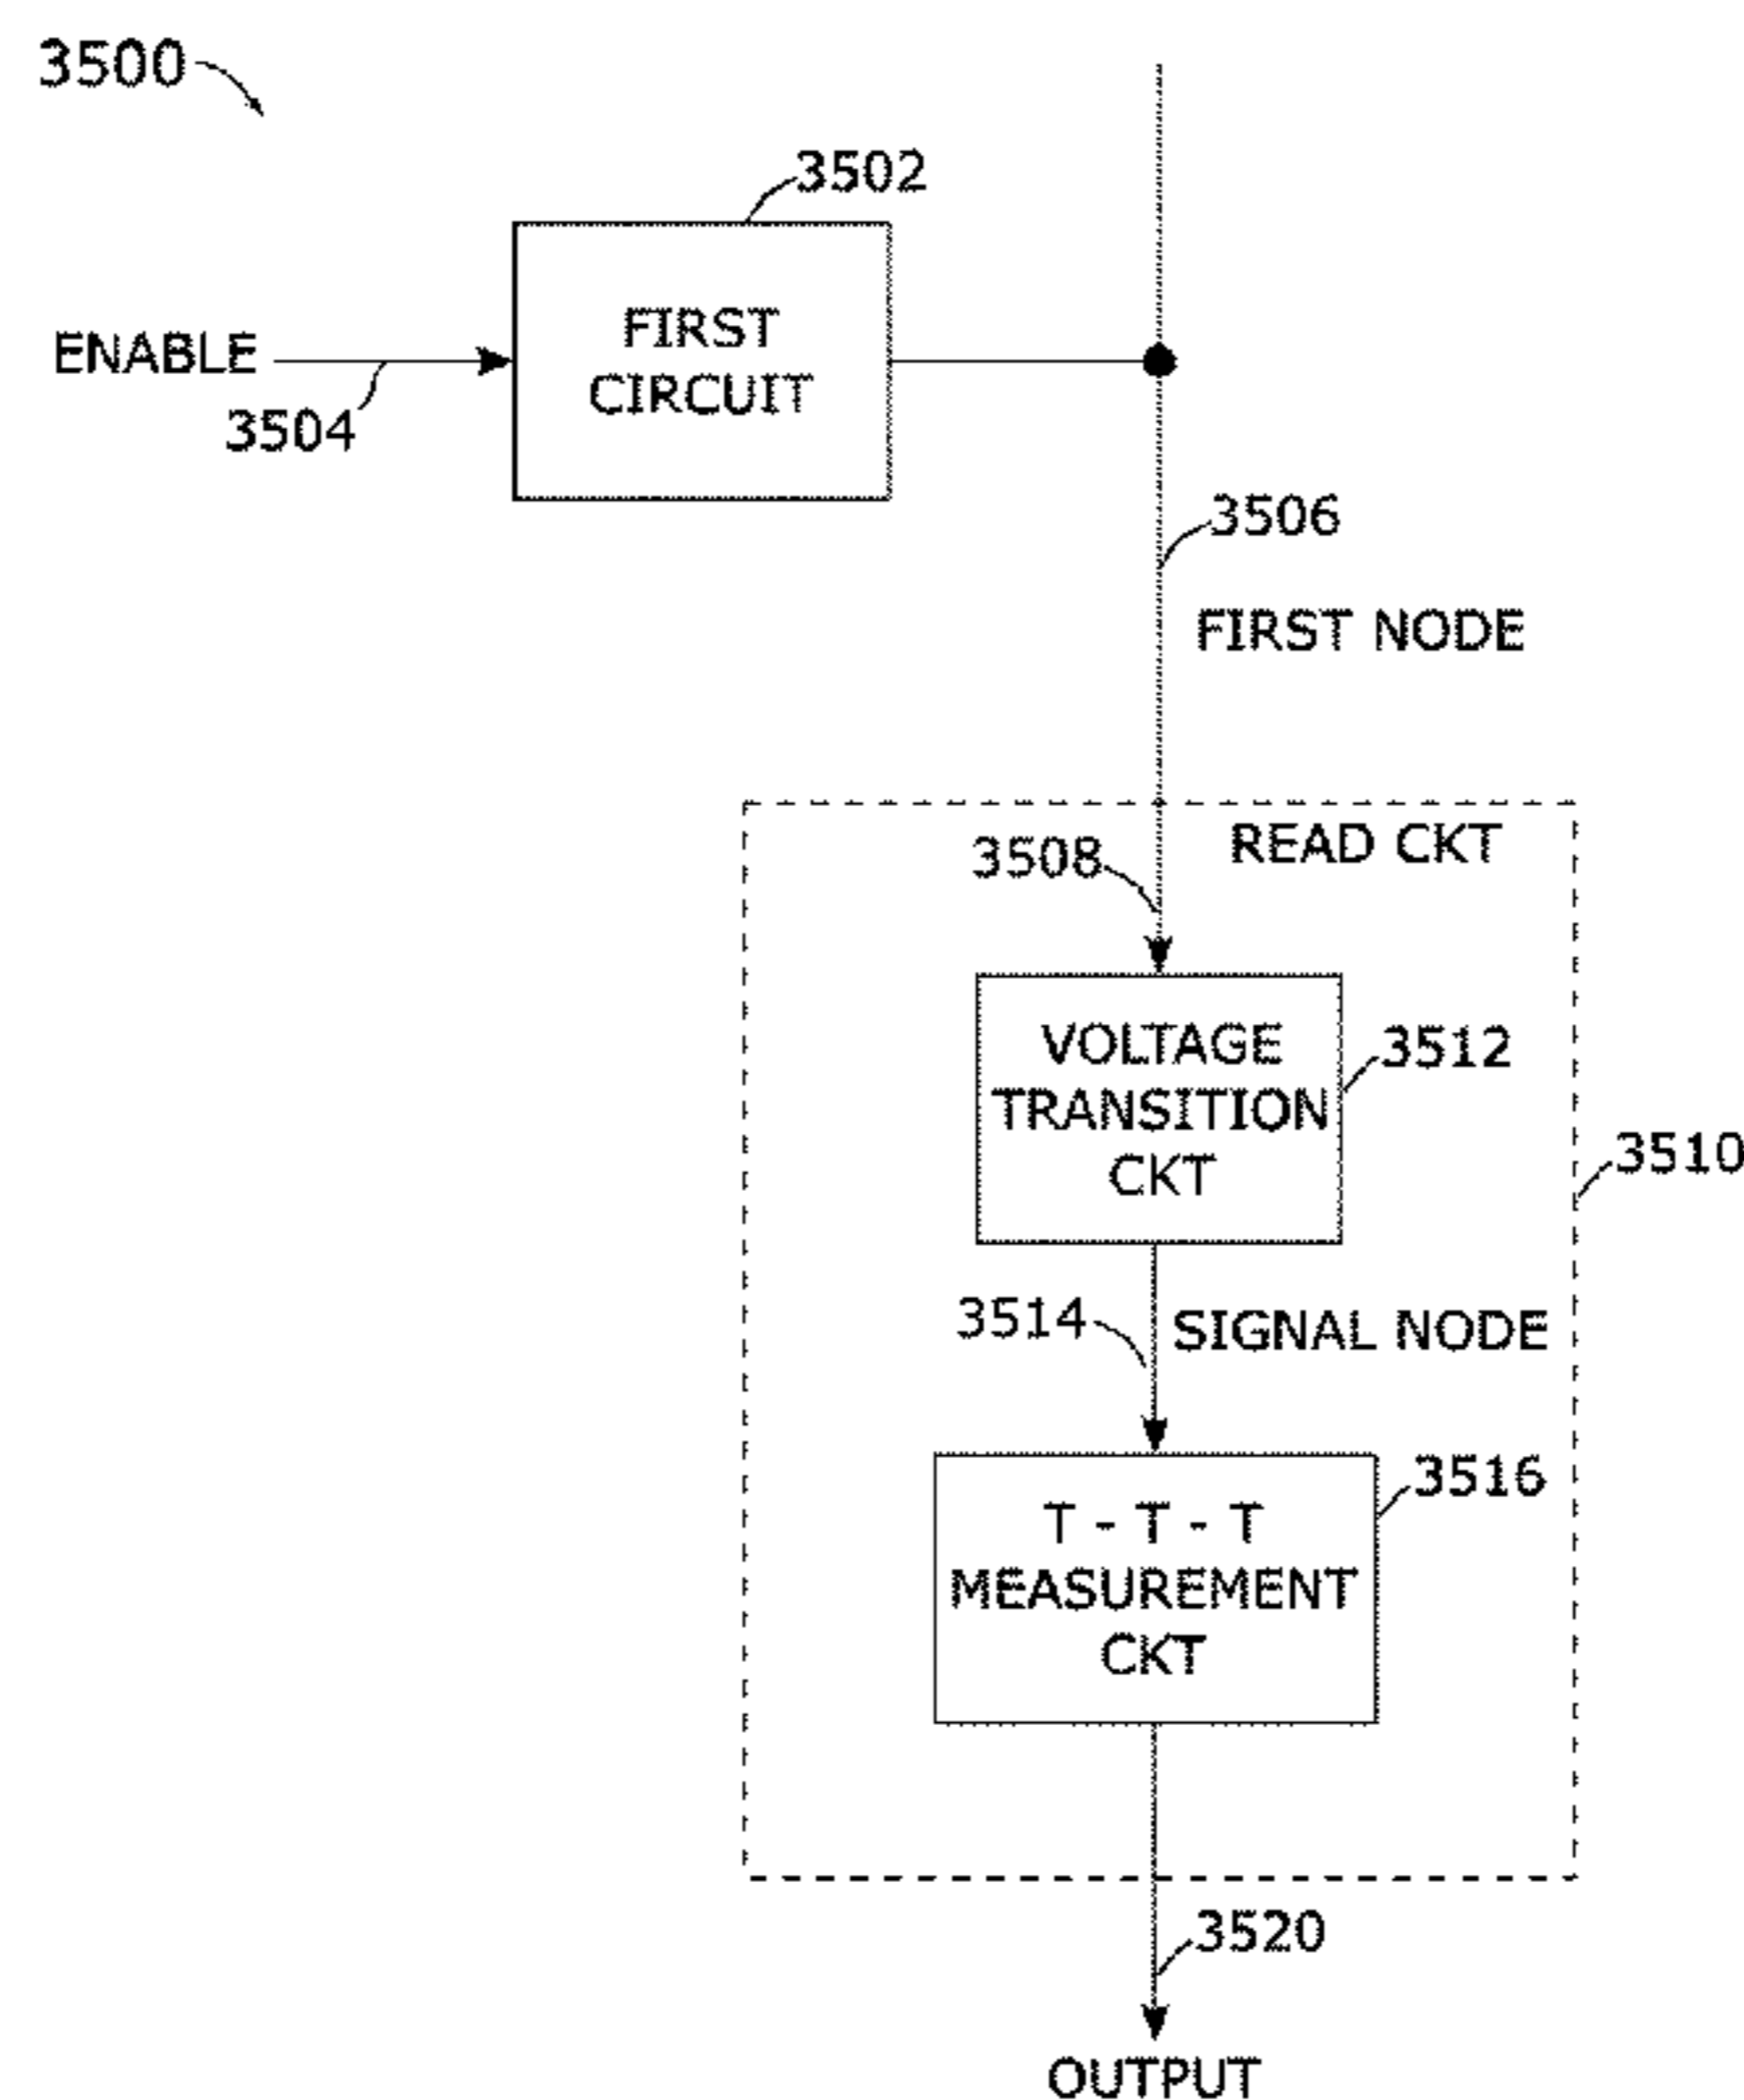 3500
3502
FIRST
CIRCUIT
ENABLE
3504
3506
FIRST NODE
READ CKT
3508
VOLTAGE
TRANSITION
CKT
3512
3510
3514
SIGNAL NODE
3516
T - T - T
MEASUREMENT
CKT
3520
OUTPUT